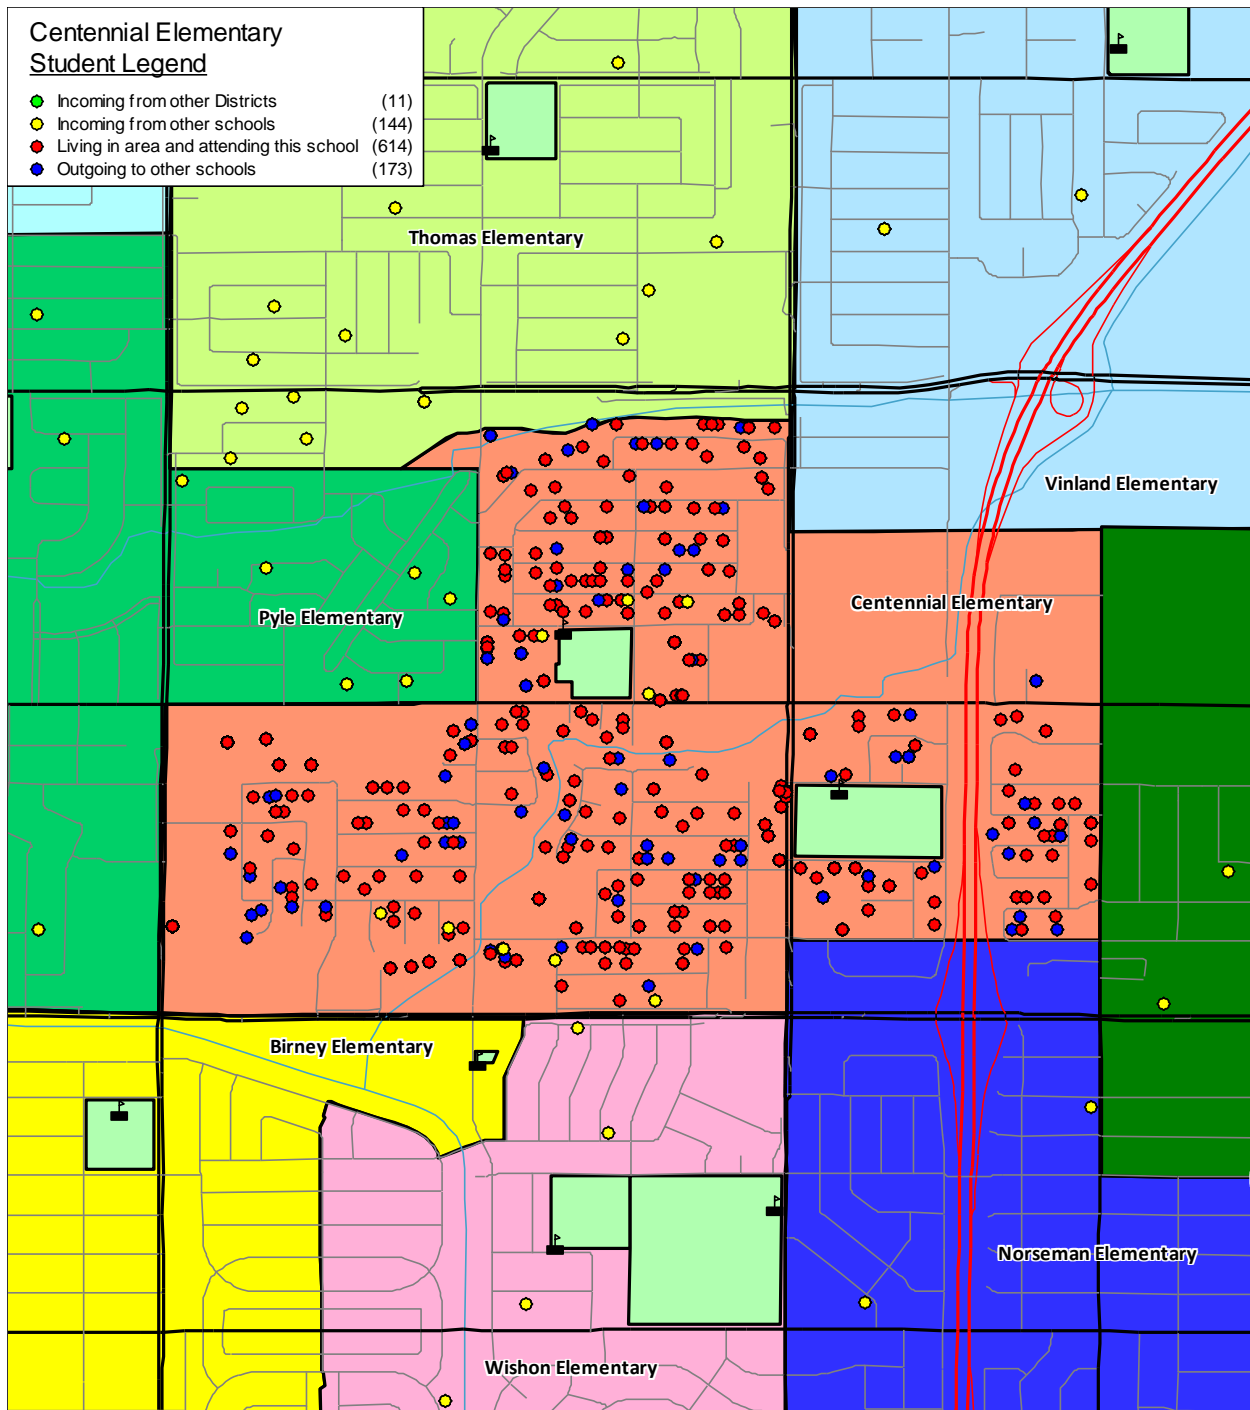 Centennial Elementary
Student Legend
Incoming from other Districts (11)
Incoming from other schools (144)
Living in area and attending this school (614)
Outgoing to other schools (173)
Thomas Elementary
Vinland Elementary
Centennial Elementary
Pyle Elementary
Birney Elementary
Norseman Elementary
Wishon Elementary